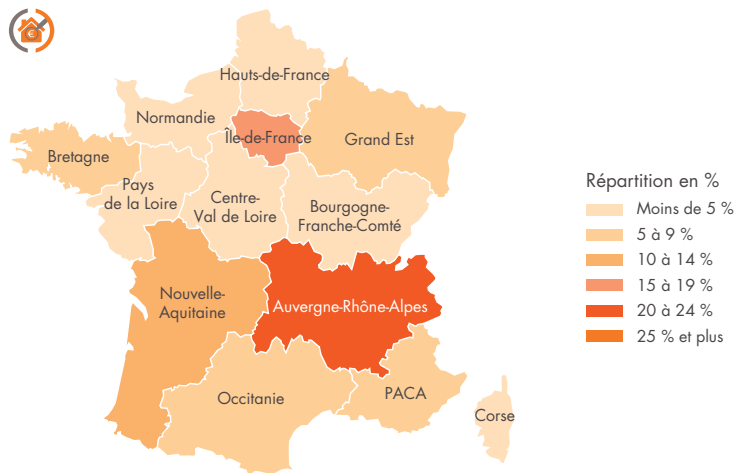 €
Hauts-de-France
Normandie
Île-de-France
Grand Est
Bretagne
Pays
de la Loire
Centre-
Val de Loire
Bourgogne-
Franche-Comté
Nouvelle-
Aquitaine
Auvergne-Rhône-Alpes
Occitanie
PACA
Corse
Répartition en %
Moins de 5 %
5 à 9 %
10 à 14 %
15 à 19 %
20 à 24 %
25 % et plus